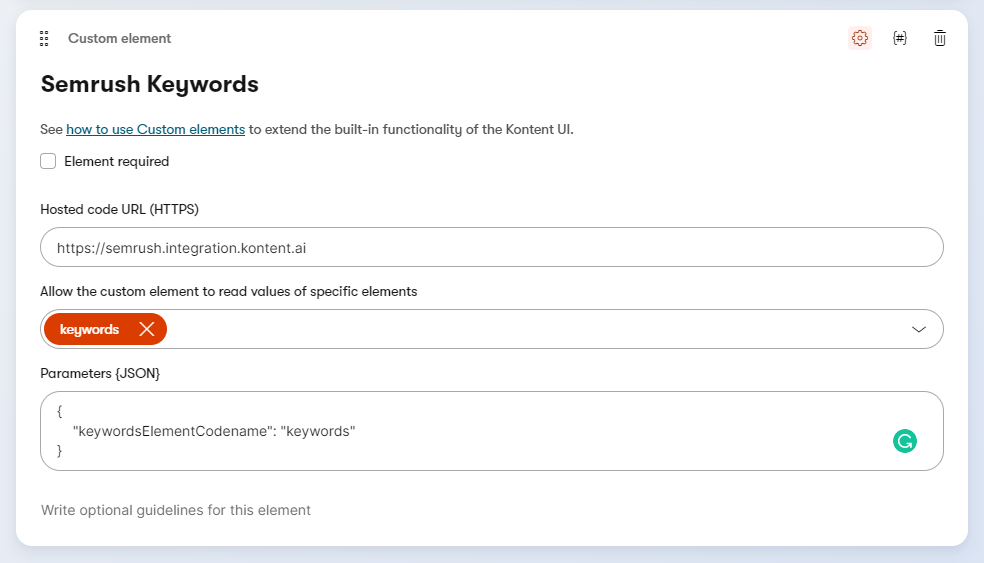 Custom element
{#}
Semrush Keywords
See how to use Custom elements to extend the built-in functionality of the Kontent UI.
Element required
Hosted code URL (HTTPS)
https://semrush.integration.kontent.ai
Allow the custom element to read values of specific elements
keywords
Parameters {JSON}
{
"keywordsElementCodename": "keywords"
}
Write optional guidelines for this element